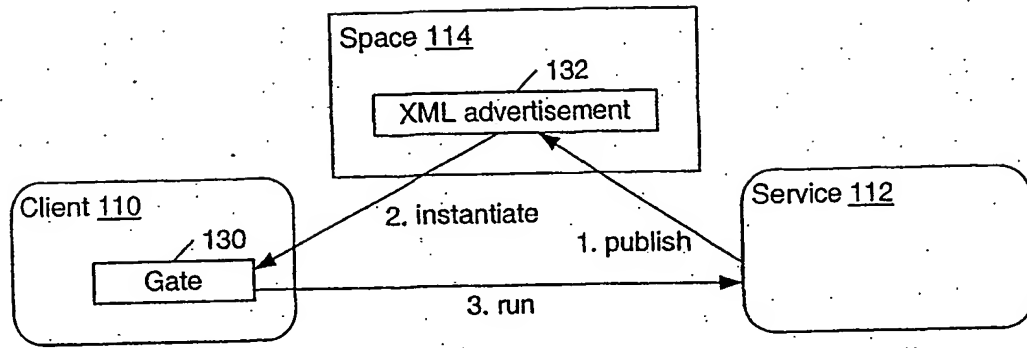 Space 114
132
XML advertisement
Client 110
2. instantiate
Service 112
130
1. publish
Gate
3. run